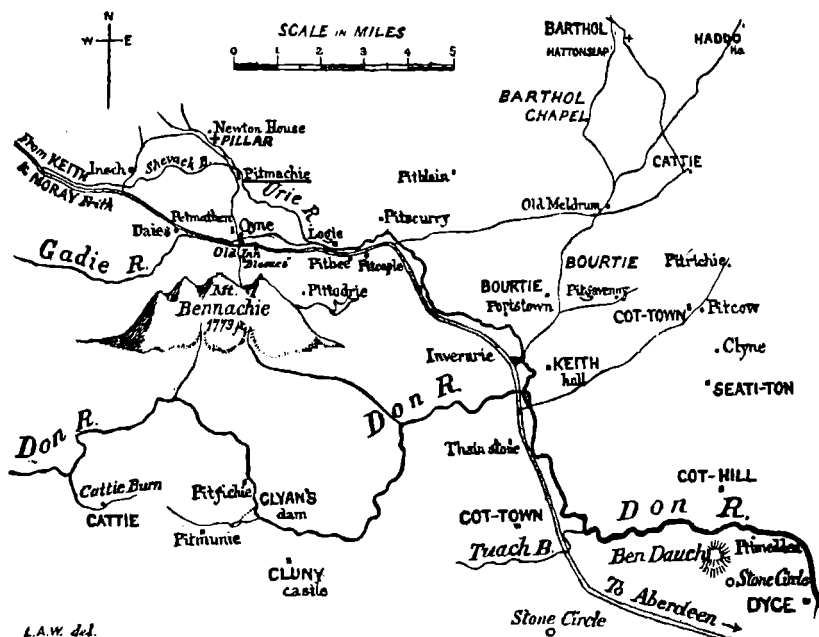 N
W E
SCALE IN MILES
0 1 2 3 4 5
BARTHOL
HATTONSLAP
HADDO
Ho.
BARTHOL
CHAPEL
Newton House
PILLAR
From KEITH
& MORAY Frith
Insch
Shevack B.
Pitmachie
Urie R.
Pitblain
CATTIE
Old Meldrum
Pitscurry
Petmathen
Clyne
Logie
Daies
Old Inn
Pitbee
Pitcaple
Gadie R.
Mt.
Bennachie
1773 ft.
Pittodrie
BOURTIE
Portstown
BOURTIE
Pitgavenny
Pitrichie
COT-TOWN
Pitcow
Clyne
Inverurie
KEITH
hall
SEATI-TON
Don R.
Don R.
Thain stone
Cattie Burn
CATTIE
Pitfichie
CLYAN'S
dam
Pitmunie
CLUNY
castle
COT-TOWN
Tuach B.
COT-HILL
Don R.
Ben Dauch
Stone Circle
DYCE
To Aberdeen
Stone Circle
L.A.W. del.